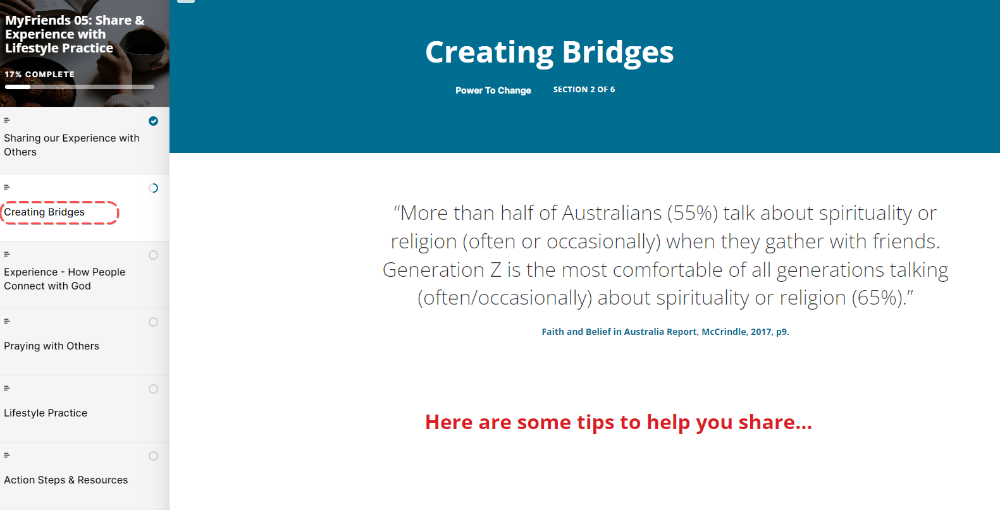 MyFriends 05: Share &
Experience with
Lifestyle Practice
17% COMPLETE
Sharing our Experience with
Others
Creating Bridges
Experience - How People
Connect with God
Praying with Others
Lifestyle Practice
Action Steps & Resources
Creating Bridges
Power To Change
SECTION 2 OF 6
“More than half of Australians (55%) talk about spirituality or
religion (often or occasionally) when they gather with friends.
Generation Z is the most comfortable of all generations talking
(often/occasionally) about spirituality or religion (65%).”
Faith and Belief in Australia Report, McCrindle, 2017, p9.
Here are some tips to help you share...